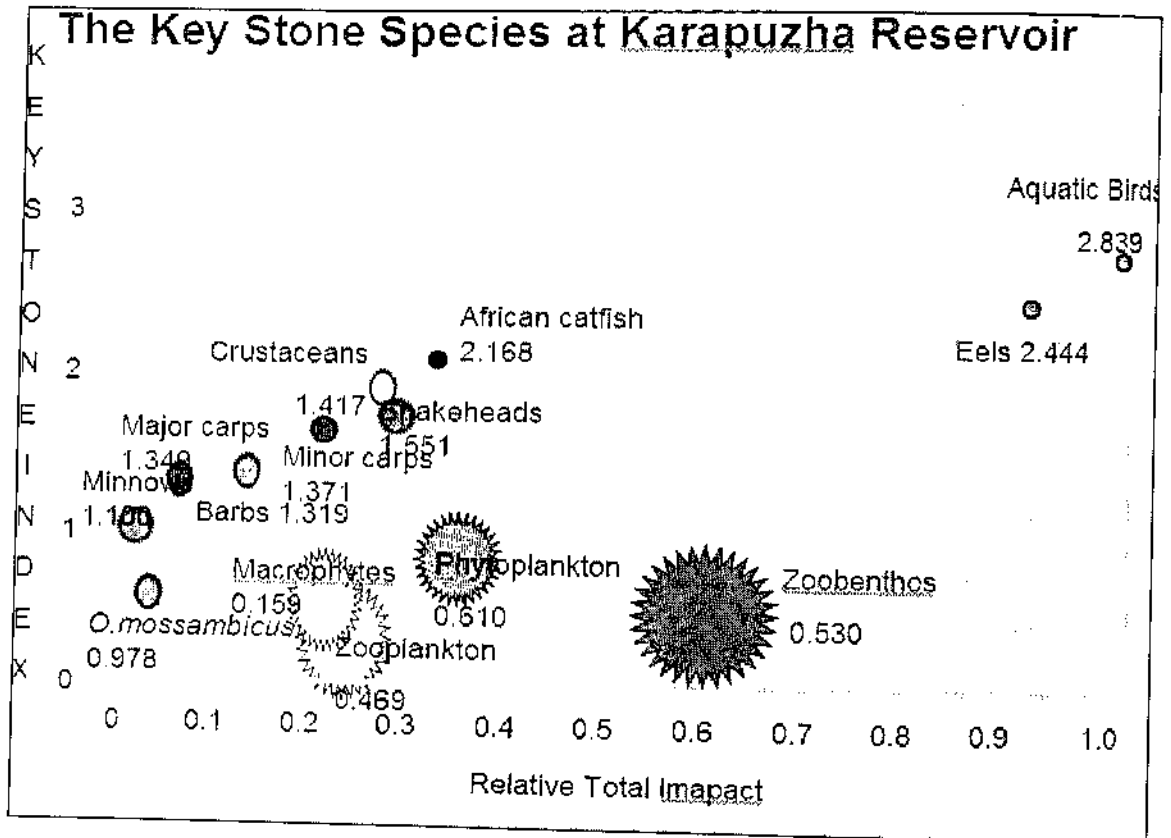 The Key Stone Species at Karapuzha Reservoir
KEYSTONE INDEX
3
2
1
0
Aquatic Birds
2.839
African catfish
2.168
Eels 2.444
Crustaceans
1.417
Snakeheads
1.551
Major carps
1.349
Minor carps
1.371
Minnows
1.100
Barbs 1.319
Macrophytes
0.159
Phytoplankton
0.610
Zoobenthos
0.530
O.mossambicus
0.978
Zooplankton
0.469
0 0.1 0.2 0.3 0.4 0.5 0.6 0.7 0.8 0.9 1.0
Relative Total Imapact